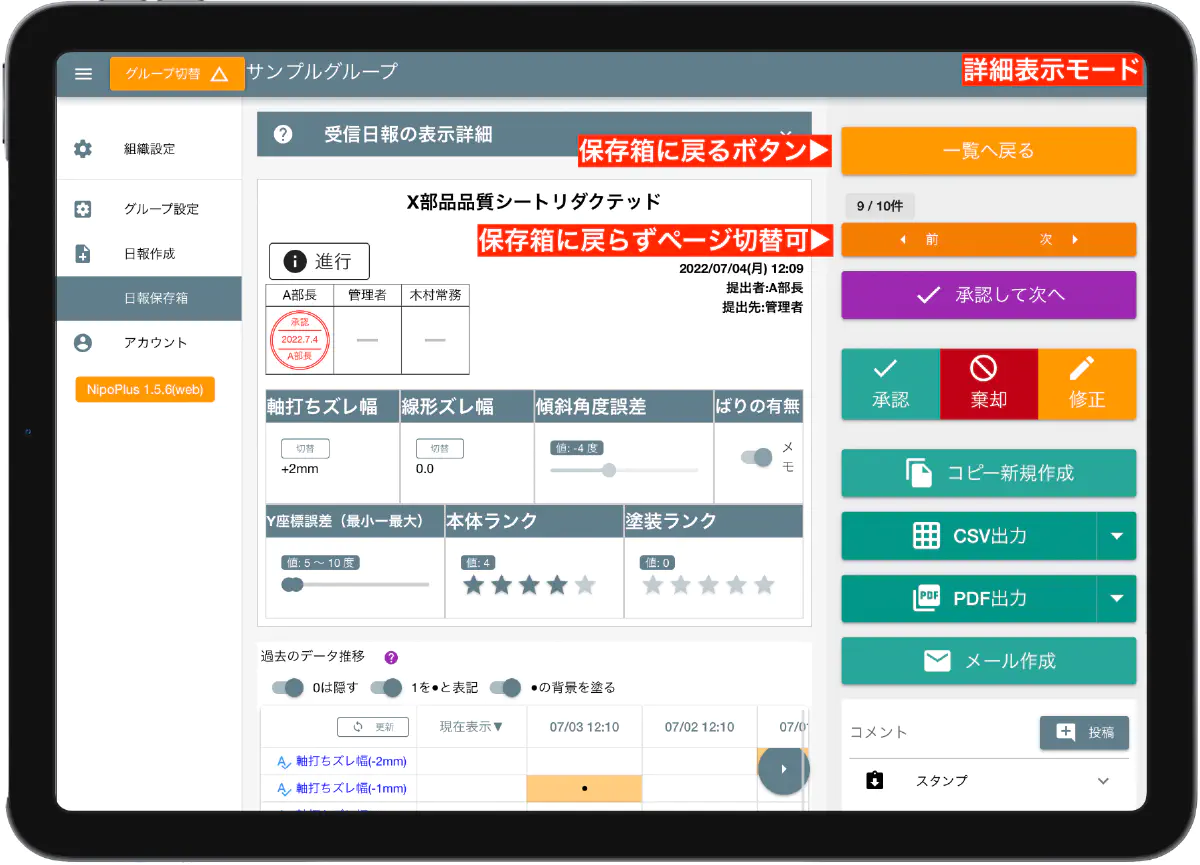 グループ切替
サンプルグループ
詳細表示モード
組織設定
グループ設定
日報作成
日報保存箱
アカウント
NipoPlus 1.5.6(web)
受信日報の表示詳細
保存箱に戻るボタン▶
X部品品質シートリダクテッド
保存箱に戻らずページ切替可▶
進行
2022/07/04(月) 12:09
提出者:A部長
提出先:管理者
A部長 管理者 木村常務
承認
2022.7.4
A部長
軸打ちズレ幅 線形ズレ幅 傾斜角度誤差 ばりの有無
切替 切替 値: -4 度 メモ
+2mm 0.0
Y座標誤差(最小ー最大) 本体ランク 塗装ランク
値: 5 〜 10 度 値: 4 値: 0
過去のデータ推移 ?
0は隠す 1を●と表記 ●の背景を塗る
更新 現在表示▼ 07/03 12:10 07/02 12:10
軸打ちズレ幅(-2mm)
軸打ちズレ幅(-1mm) ●
一覧へ戻る
9 / 10件
前 次
承認して次へ
承認 棄却 修正
コピー新規作成
CSV出力
PDF PDF出力
メール作成
コメント 投稿
スタンプ